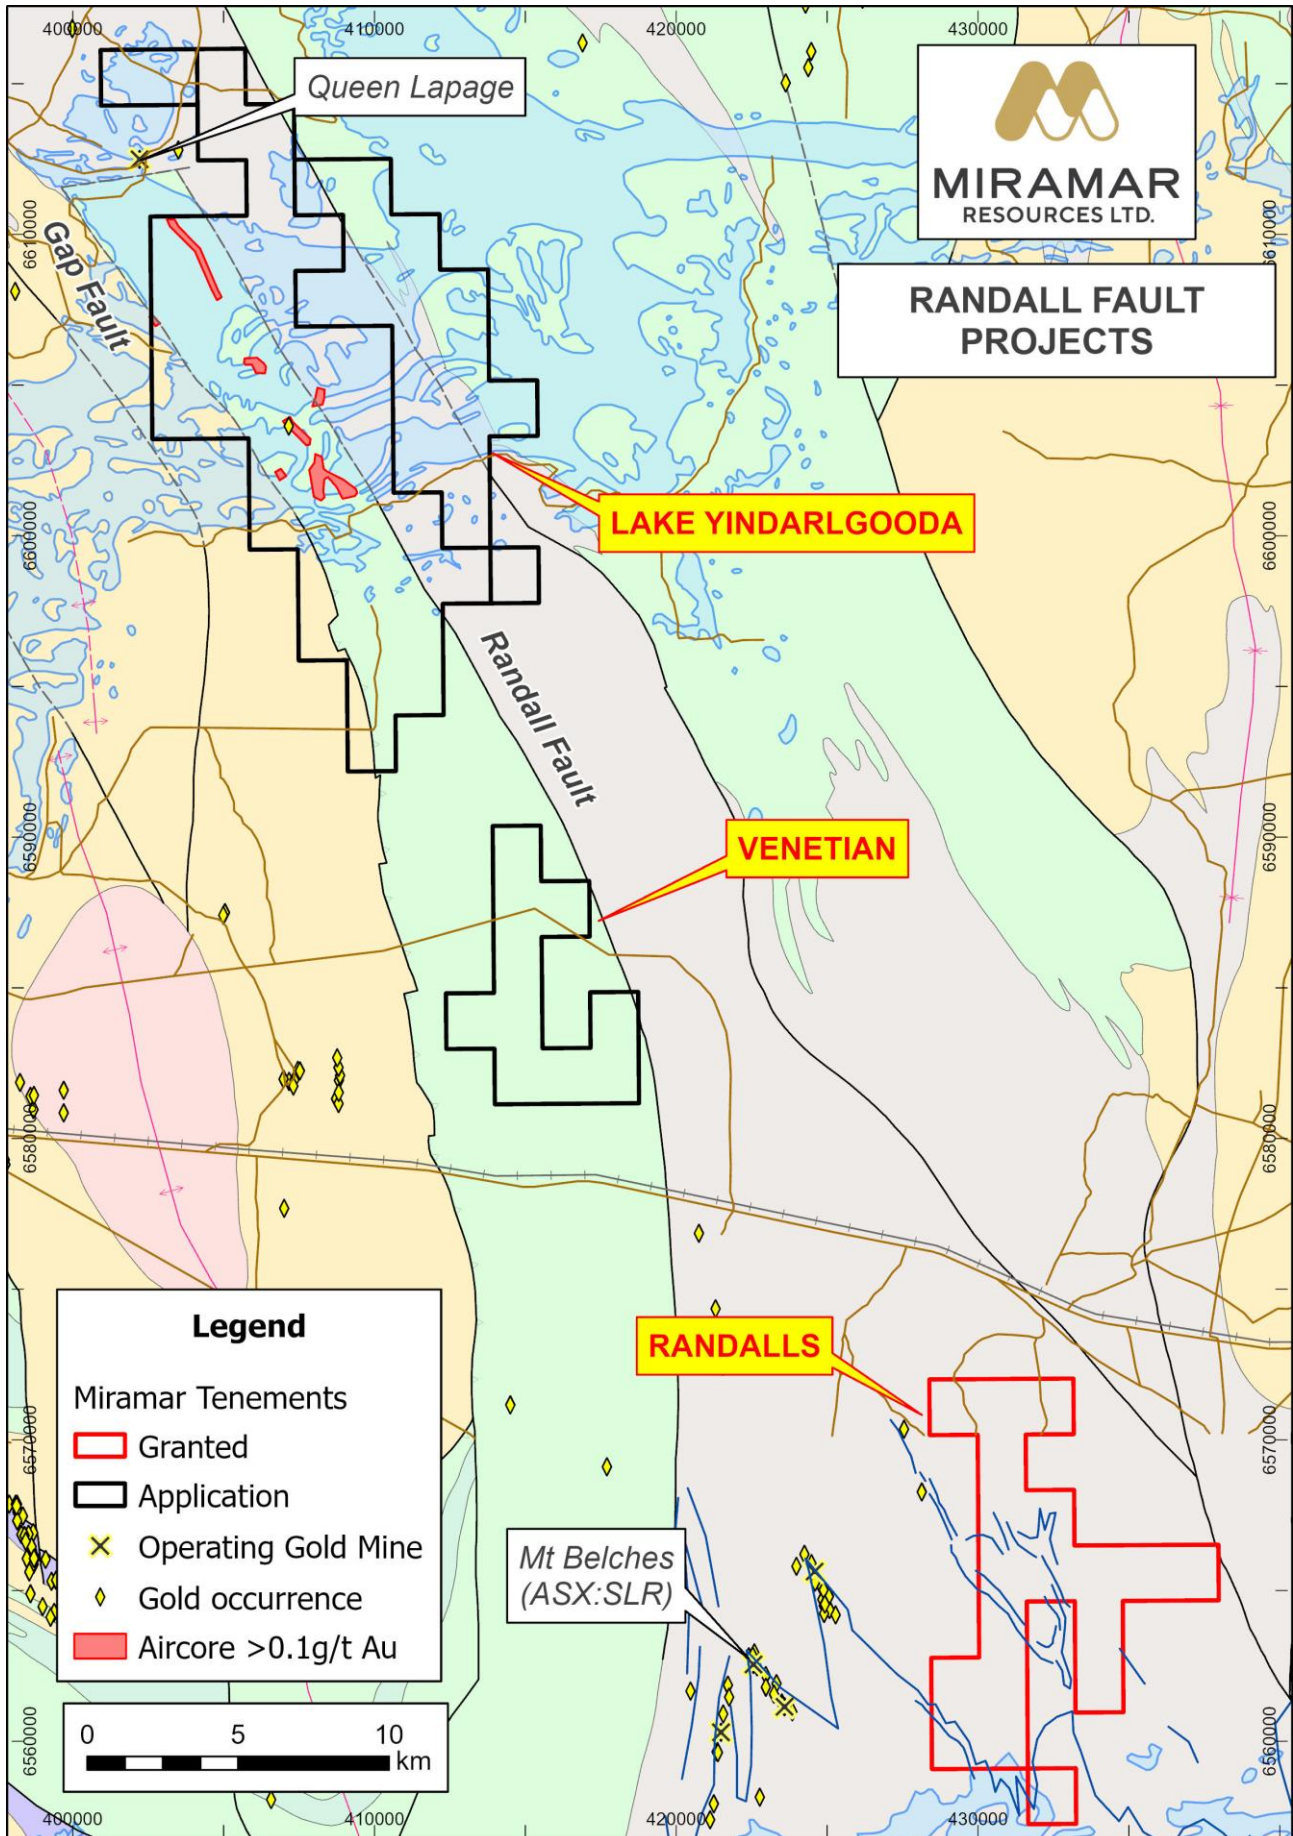 400000
410000
420000
430000
Queen Lapage
MIRAMAR
RESOURCES LTD.
RANDALL FAULT
PROJECTS
6610000
6610000
Gap Fault
LAKE YINDARLGOODA
6600000
6600000
Randall Fault
VENETIAN
6590000
6590000
6580000
6580000
RANDALLS
Legend
Miramar Tenements
Granted
Application
Operating Gold Mine
Gold occurrence
Aircore >0.1g/t Au
6570000
6570000
Mt Belches
(ASX:SLR)
0 5 10
km
6560000
6560000
400000
410000
420000
430000